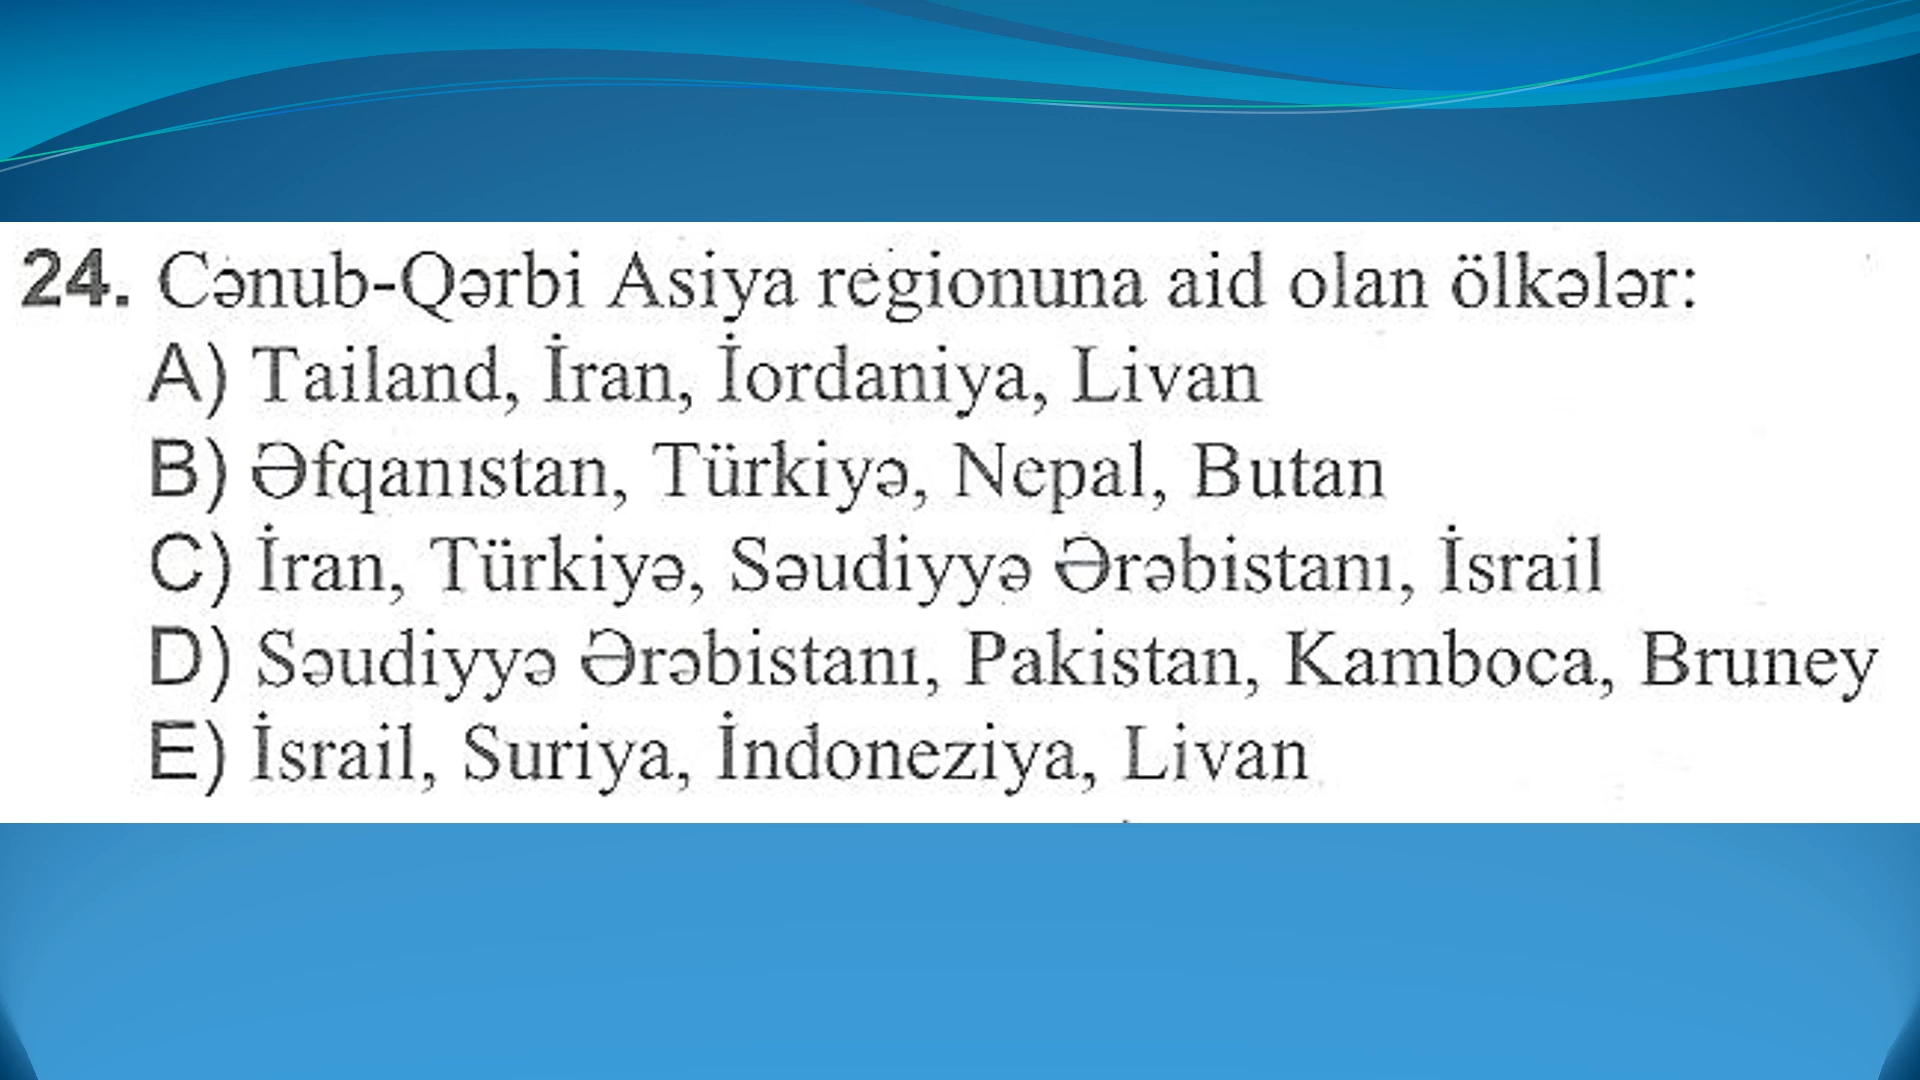 24. Cənub-Qərbi Asiya regionuna aid olan ölkələr:
A) Tailand, İran, İordaniya, Livan
B) Əfqanıstan, Türkiyə, Nepal, Butan
C) İran, Türkiyə, Səudiyyə Ərəbistanı, İsrail
D) Səudiyyə Ərəbistanı, Pakistan, Kamboca, Bruney
E) İsrail, Suriya, İndoneziya, Livan